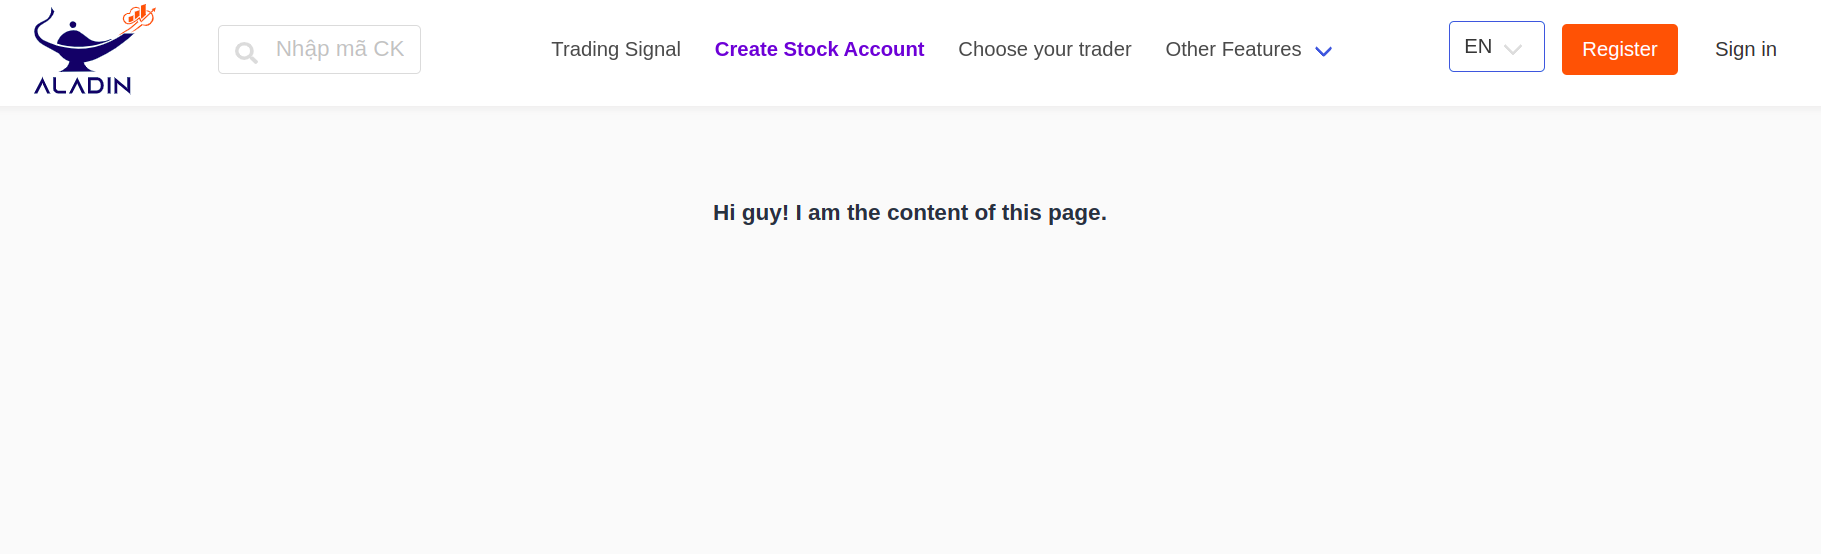 ALADIN
Nhập mã CK
Trading Signal
Create Stock Account
Choose your trader
Other Features
EN
Register
Sign in
Hi guy! I am the content of this page.